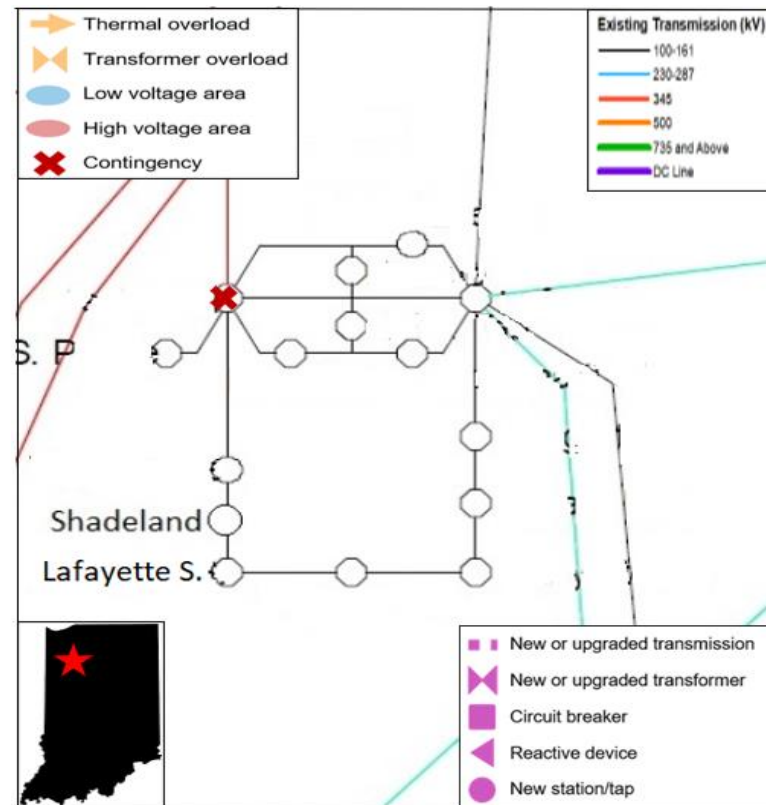 Thermal overload
Transformer overload
Low voltage area
High voltage area
Contingency
Existing Transmission (kV)
100-161
230-287
345
500
735 and Above
DC Line
S. P
Shadeland
Lafayette S.
New or upgraded transmission
New or upgraded transformer
Circuit breaker
Reactive device
New station/tap